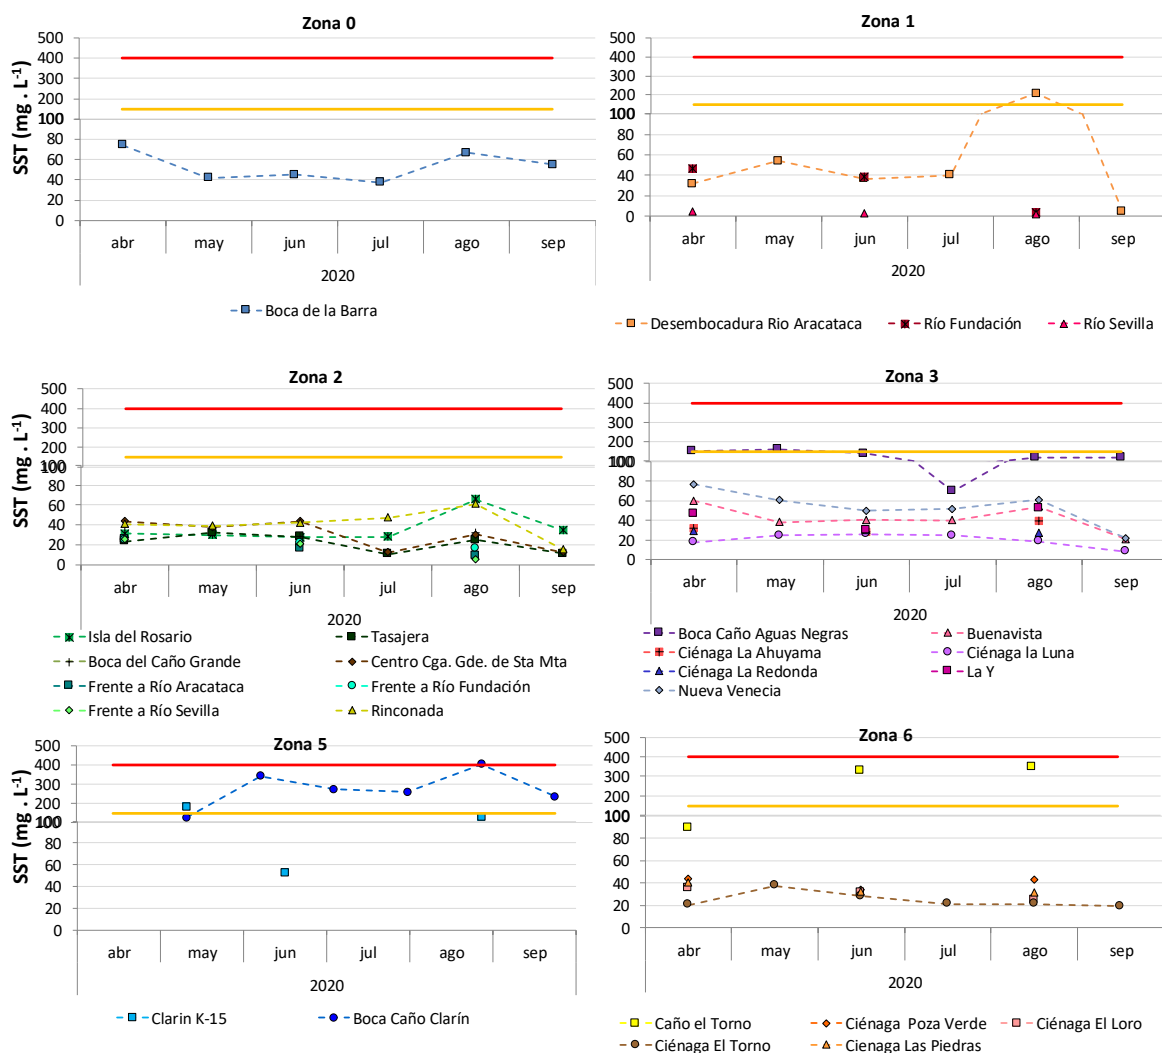 Zona 0
SST (mg . L-1)
500
400
300
200
100
100
80
60
40
20
0
abr may jun jul ago sep
2020
Boca de la Barra
Zona 1
500
400
300
200
100
80
60
40
20
0
abr may jun jul ago sep
2020
Desembocadura Rio Aracataca Río Fundación Río Sevilla
Zona 2
SST (mg . L-1)
500
400
300
200
100
100
80
60
40
20
0
abr may jun jul ago sep
2020
Isla del Rosario Tasajera
Boca del Caño Grande Centro Cga. Gde. de Sta Mta
Frente a Río Aracataca Frente a Río Fundación
Frente a Río Sevilla Rinconada
Zona 3
500
400
300
200
100
100
80
60
40
20
0
abr may jun jul ago sep
2020
Boca Caño Aguas Negras Buenavista
Ciénaga La Ahuyama Ciénaga la Luna
Ciénaga La Redonda La Y
Nueva Venecia
Zona 5
SST (mg . L-1)
500
400
300
200
100
100
80
60
40
20
0
abr may jun jul ago sep
2020
Clarin K-15 Boca Caño Clarín
Zona 6
500
400
300
200
100
100
80
60
40
20
0
abr may jun jul ago sep
2020
Caño el Torno Ciénaga Poza Verde Ciénaga El Loro
Ciénaga El Torno Cienaga Las Piedras